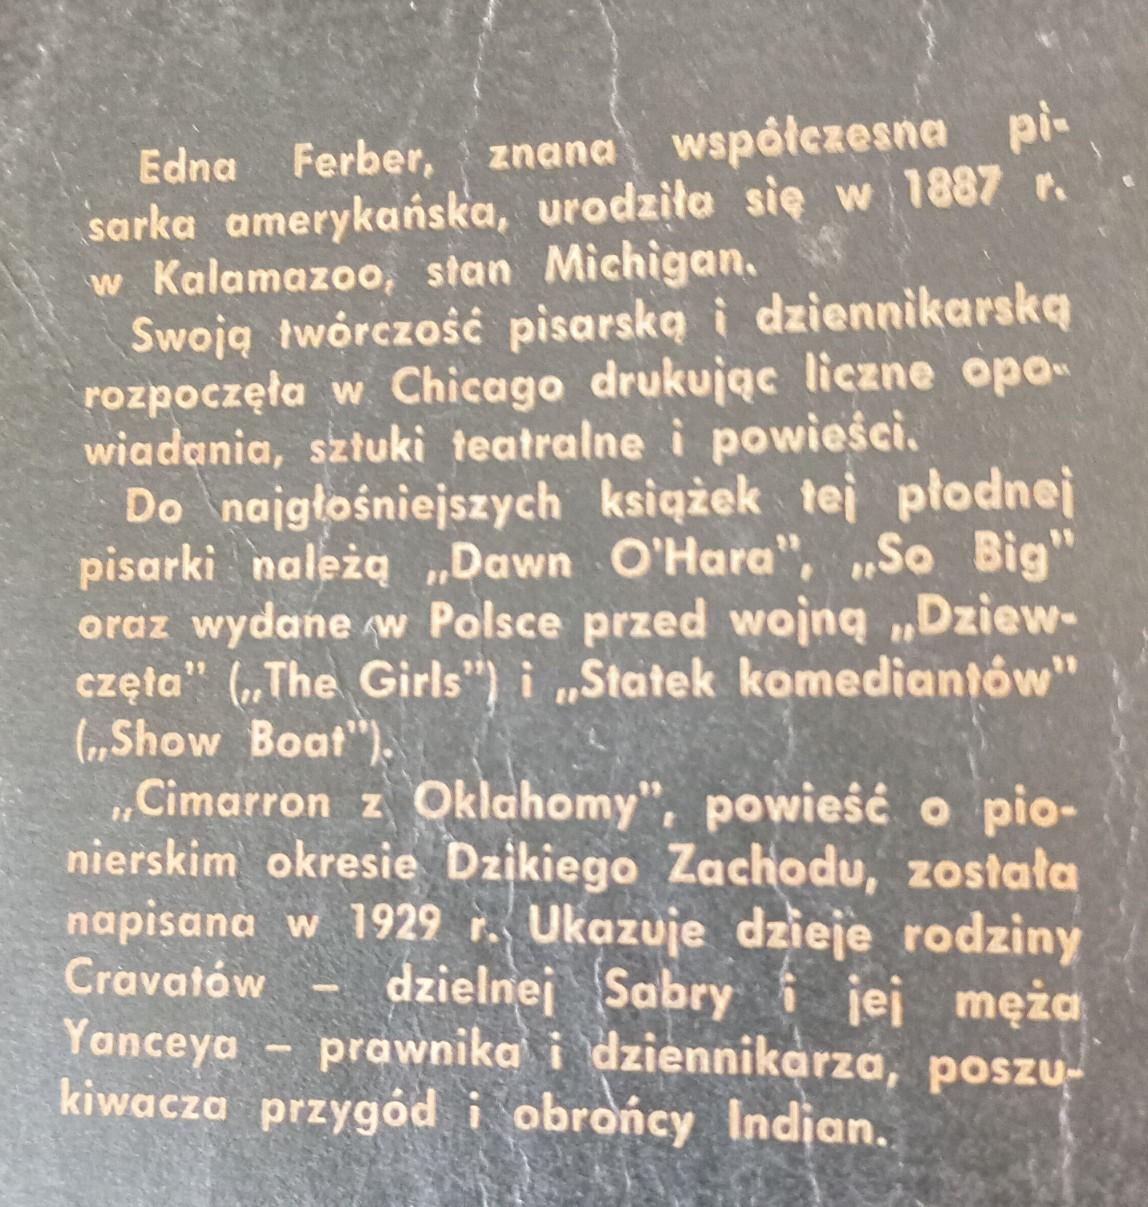 Edna Ferber, znana współczesna pi-
sarka amerykańska, urodziła się w 1887 r.
w Kalamazoo, stan Michigan.
Swoją twórczość pisarską i dziennikarską
rozpoczęła w Chicago drukując liczne opo-
wiadania, sztuki teatralne i powieści.
Do najgłośniejszych książek tej płodnej
pisarki należą „Dawn O'Hara", „So Big"
oraz wydane w Polsce przed wojną „Dziew-
częta" („The Girls") i „Statek komediantów"
(„Show Boat").
„Cimarron z Oklahomy", powieść o pio-
nierskim okresie Dzikiego Zachodu, została
napisana w 1929 r. Ukazuje dzieje rodziny
Cravatów – dzielnej Sabry i jej męża
Yanceya – prawnika i dziennikarza, poszu-
kiwacza przygód i obrońcy Indian.